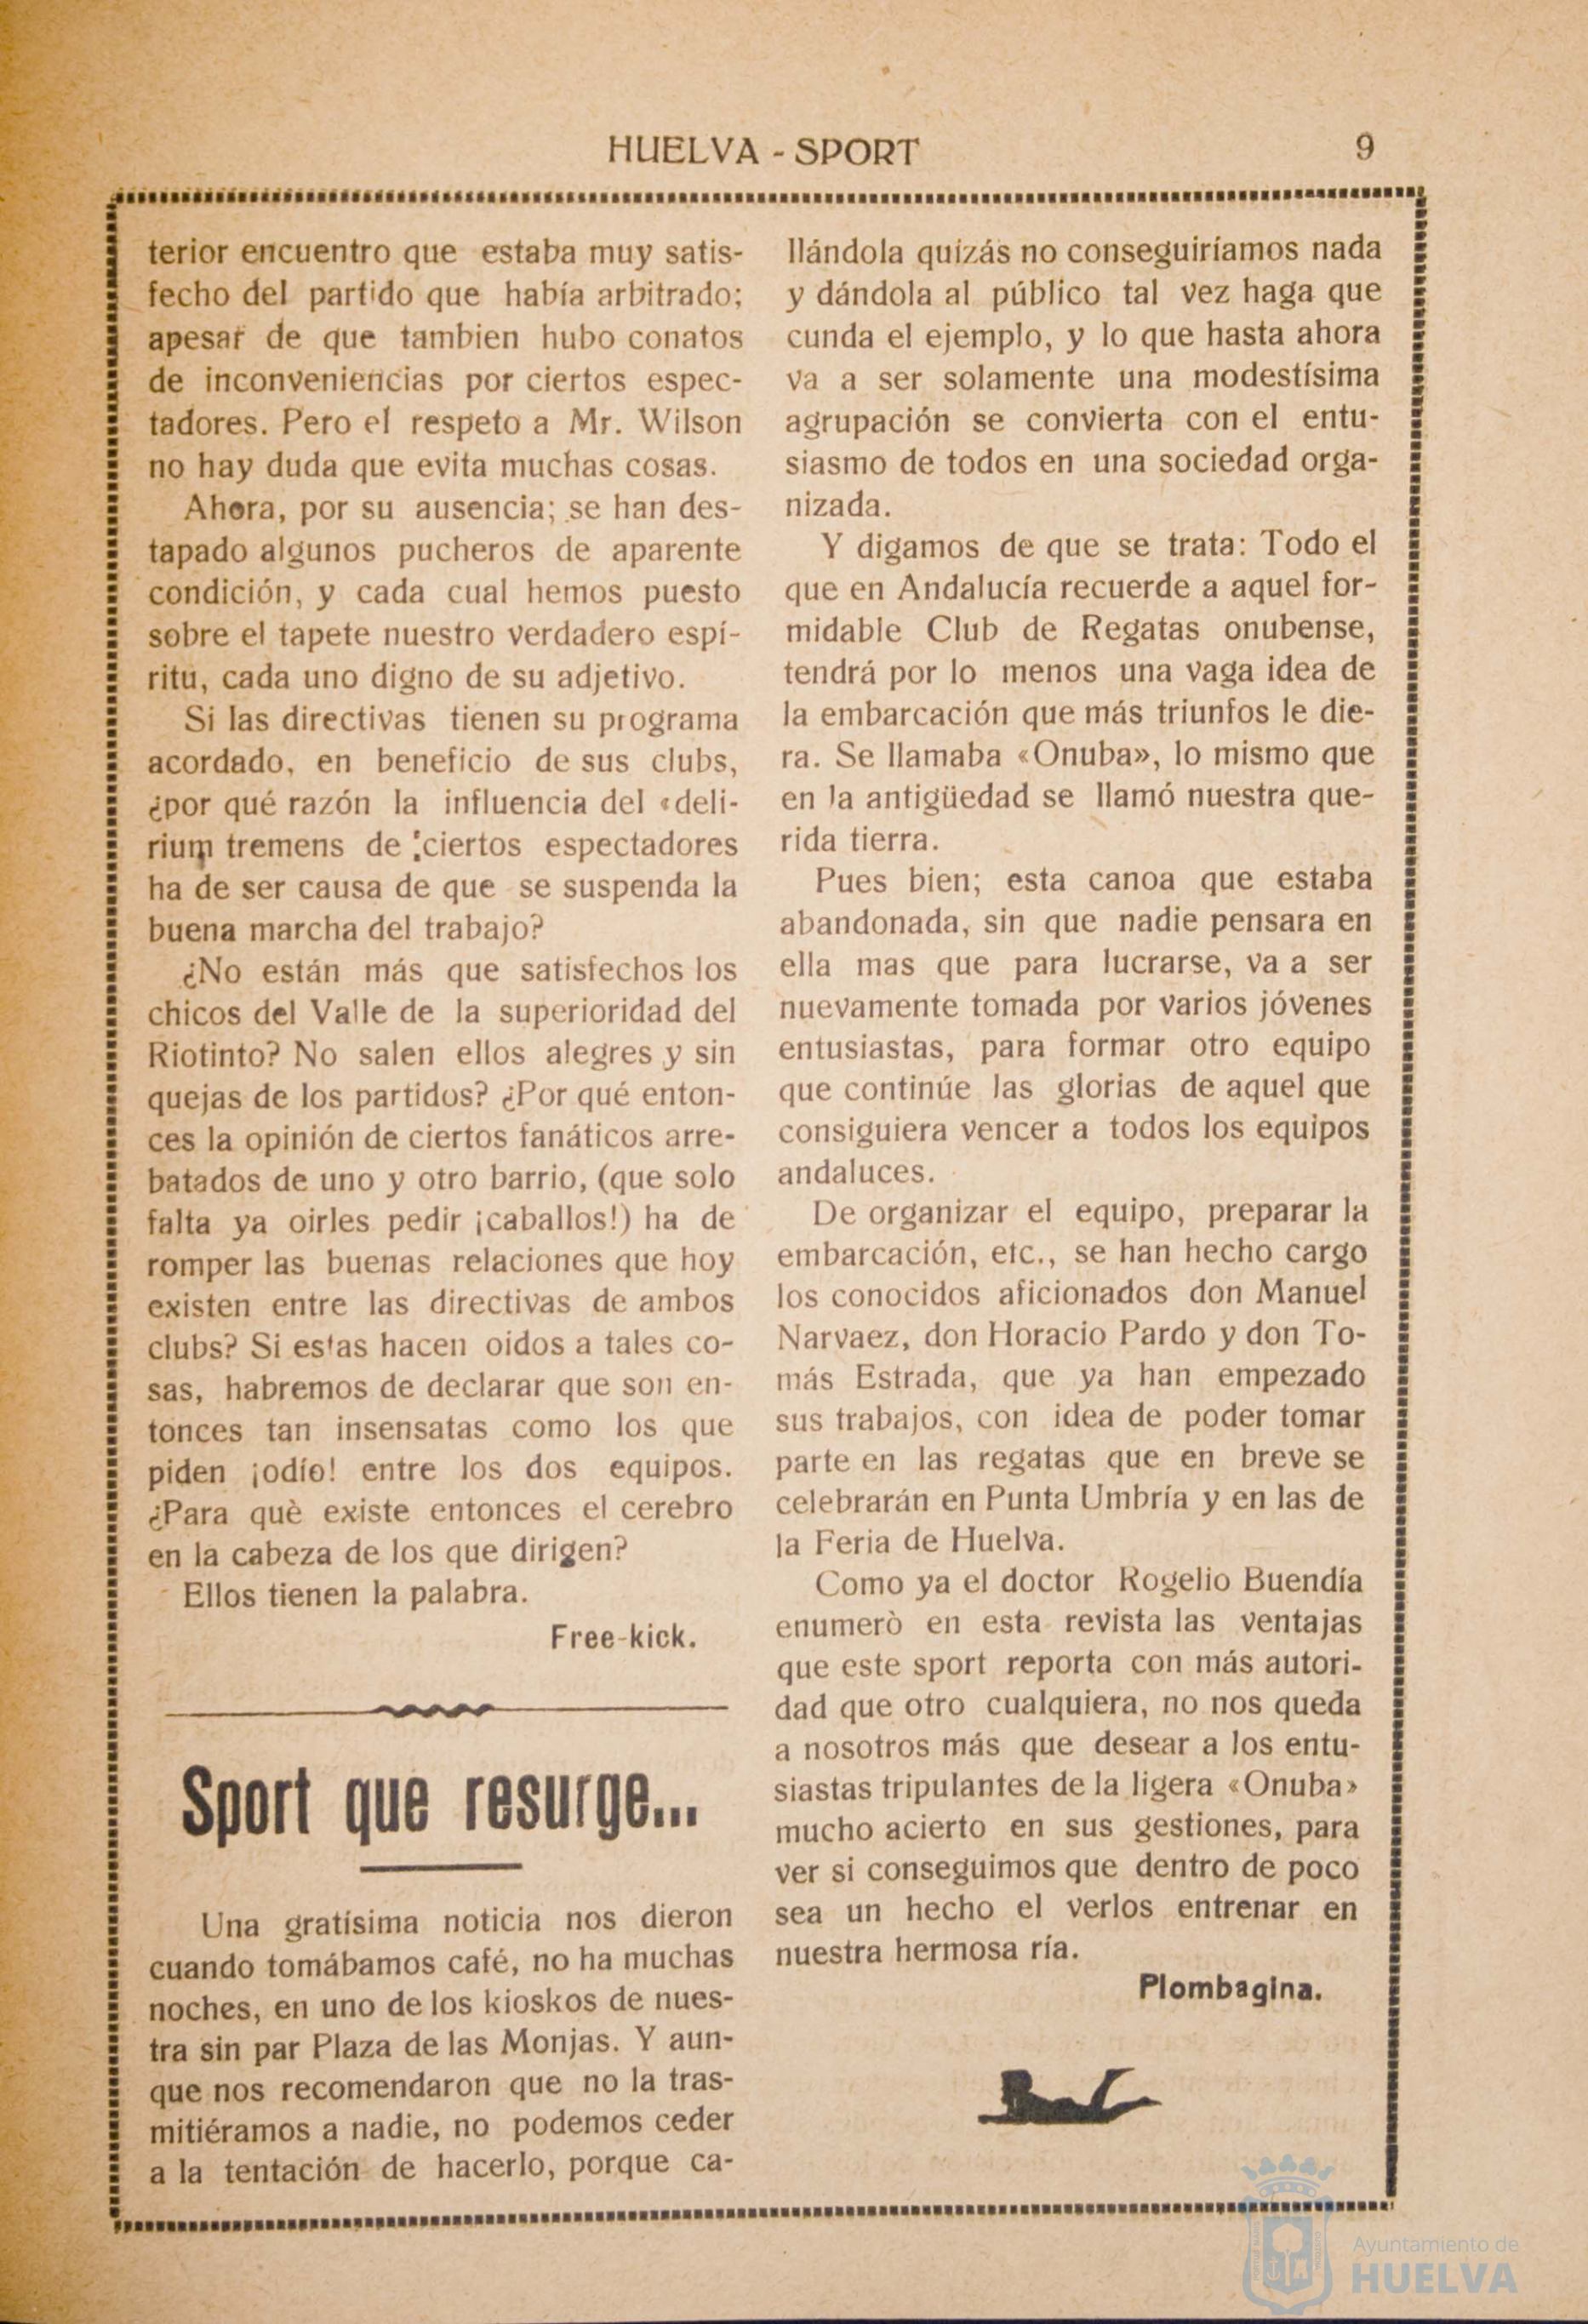 HUELVA - SPORT
9
terior encuentro que estaba muy satis-
fecho del partido que había arbitrado;
apesar de que tambien hubo conatos
de inconveniencias por ciertos espec-
tadores. Pero el respeto a Mr. Wilson
no hay duda que evita muchas cosas.
Ahora, por su ausencia; se han des-
tapado algunos pucheros de aparente
condición, y cada cual hemos puesto
sobre el tapete nuestro verdadero espí-
ritu, cada uno digno de su adjetivo.
Si las directivas tienen su programa
acordado, en beneficio de sus clubs,
¿por qué razón la influencia del «deli-
rium tremens de ciertos espectadores
ha de ser causa de que se suspenda la
buena marcha del trabajo?
¿No están más que satisfechos los
chicos del Valle de la superioridad del
Riotinto? No salen ellos alegres y sin
quejas de los partidos? ¿Por qué enton-
ces la opinión de ciertos fanáticos arre-
batados de uno y otro barrio, (que solo
falta ya oirles pedir ¡caballos!) ha de
romper las buenas relaciones que hoy
existen entre las directivas de ambos
clubs? Si estas hacen oidos a tales co-
sas, habremos de declarar que son en-
tonces tan insensatas como los que
piden ¡odío! entre los dos equipos.
¿Para què existe entonces el cerebro
en la cabeza de los que dirigen?
Ellos tienen la palabra.
Free-kick.
Sport que resurge...
Una gratísima noticia nos dieron
cuando tomábamos café, no ha muchas
noches, en uno de los kioskos de nues-
tra sin par Plaza de las Monjas. Y aun-
que nos recomendaron que no la tras-
mitiéramos a nadie, no podemos ceder
a la tentación de hacerlo, porque ca-
llándola quizás no conseguiríamos nada
y dándola al público tal vez haga que
cunda el ejemplo, y lo que hasta ahora
va a ser solamente una modestísima
agrupación se convierta con el entu-
siasmo de todos en una sociedad orga-
nizada.
Y digamos de que se trata: Todo el
que en Andalucía recuerde a aquel for-
midable Club de Regatas onubense,
tendrá por lo menos una vaga idea de
la embarcación que más triunfos le die-
ra. Se llamaba «Onuba», lo mismo que
en la antigüedad se llamó nuestra que-
rida tierra.
Pues bien; esta canoa que estaba
abandonada, sin que nadie pensara en
ella mas que para lucrarse, va a ser
nuevamente tomada por varios jóvenes
entusiastas, para formar otro equipo
que continúe las glorias de aquel que
consiguiera vencer a todos los equipos
andaluces.
De organizar el equipo, preparar la
embarcación, etc., se han hecho cargo
los conocidos aficionados don Manuel
Narvaez, don Horacio Pardo y don To-
más Estrada, que ya han empezado
sus trabajos, con idea de poder tomar
parte en las regatas que en breve se
celebrarán en Punta Umbría y en las de
la Feria de Huelva.
Como ya el doctor Rogelio Buendía
enumerò en esta revista las ventajas
que este sport reporta con más autori-
dad que otro cualquiera, no nos queda
a nosotros más que desear a los entu-
siastas tripulantes de la ligera «Onuba»
mucho acierto en sus gestiones, para
ver si conseguimos que dentro de poco
sea un hecho el verlos entrenar en
nuestra hermosa ría.
Plombagina.
Ayuntamiento de
HUELVA